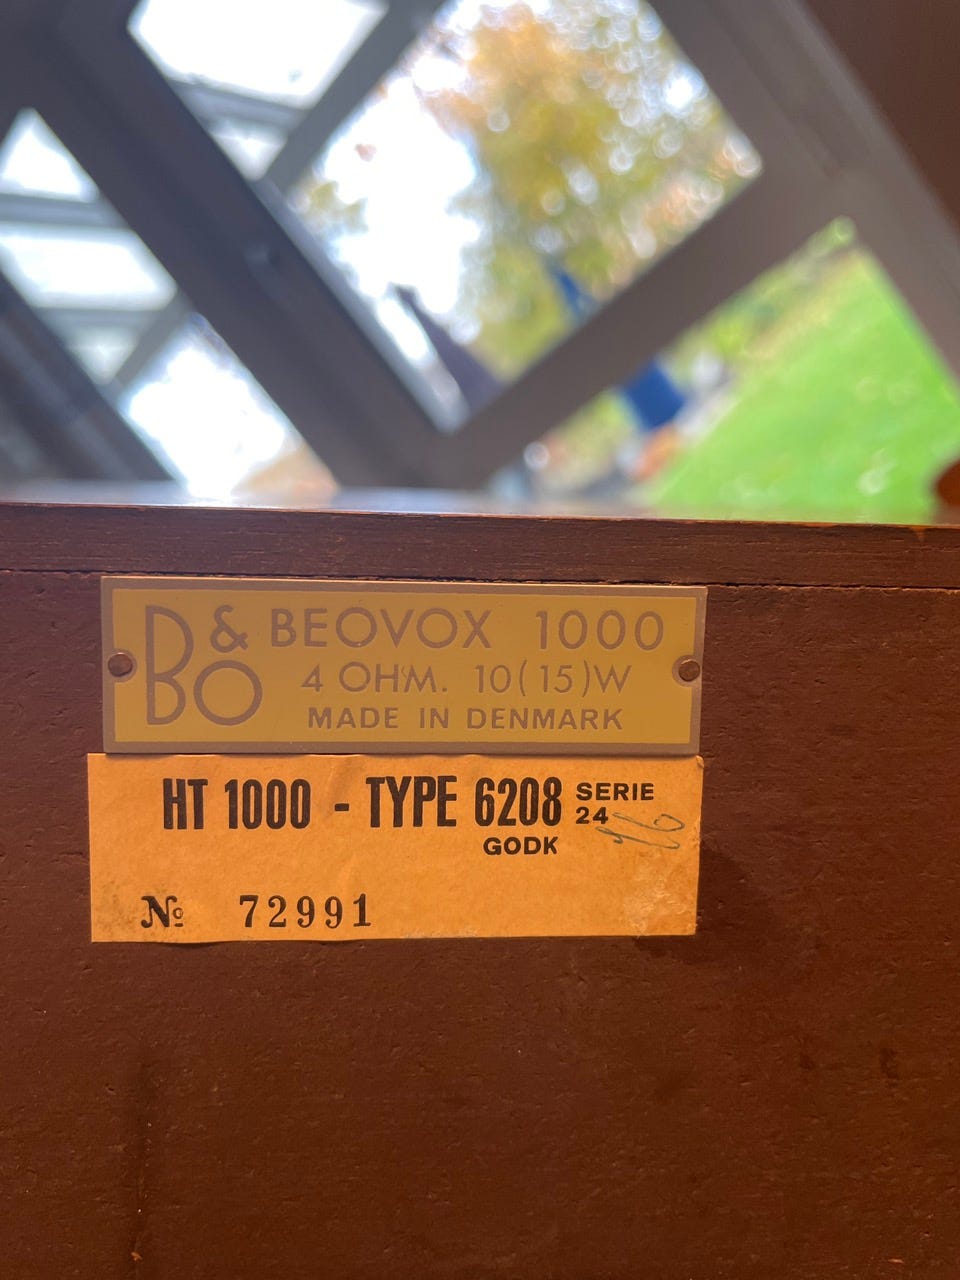 B&O BEOVOX 1000
4 OHM. 10(15)W
MADE IN DENMARK
HT 1000 - TYPE 6208 SERIE
24
GODK
№ 72991